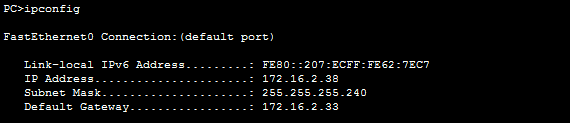 PC>ipconfig
FastEthernet0 Connection:(default port)
Link-local IPv6 Address.........: FE80::207:ECFF:FE62:7EC7
IP Address......................: 172.16.2.38
Subnet Mask.....................: 255.255.255.240
Default Gateway.................: 172.16.2.33